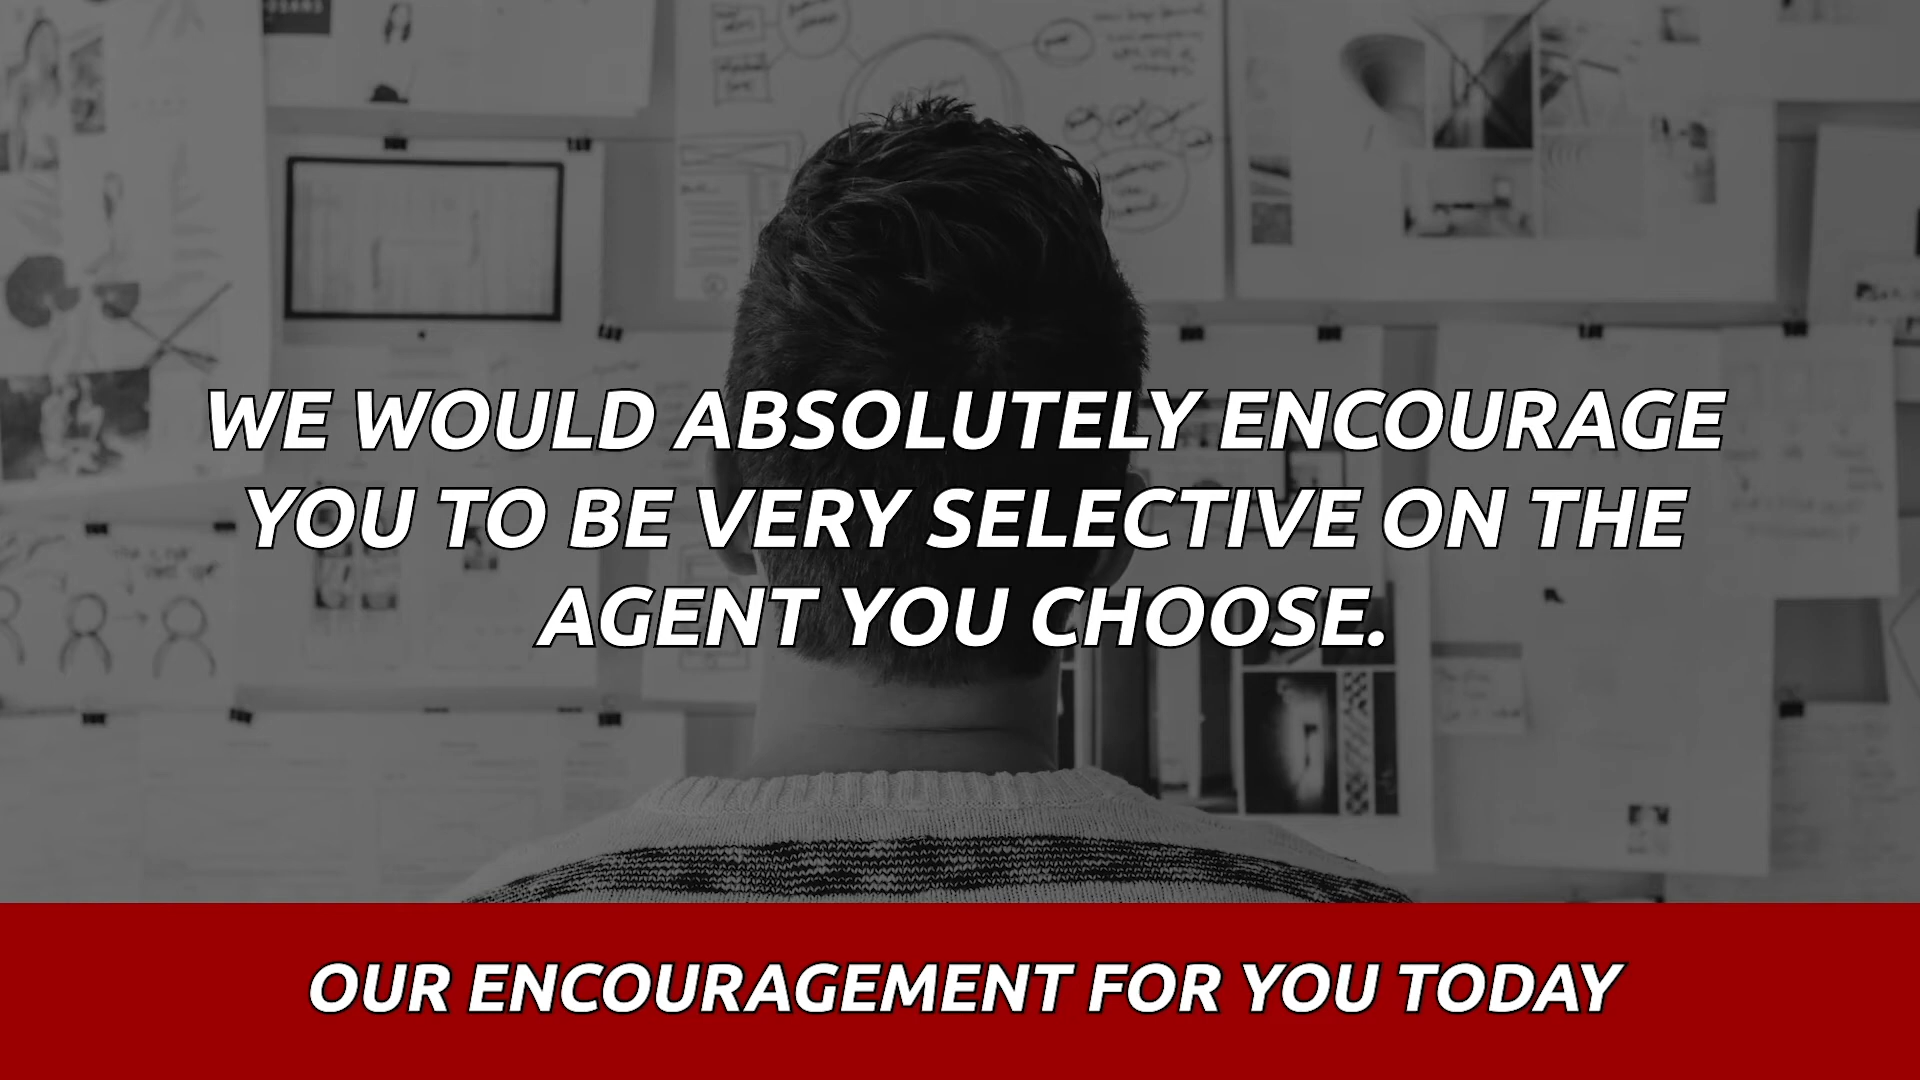 WE WOULD ABSOLUTELY ENCOURAGE
YOU TO BE VERY SELECTIVE ON THE
AGENT YOU CHOOSE.
OUR ENCOURAGEMENT FOR YOU TODAY